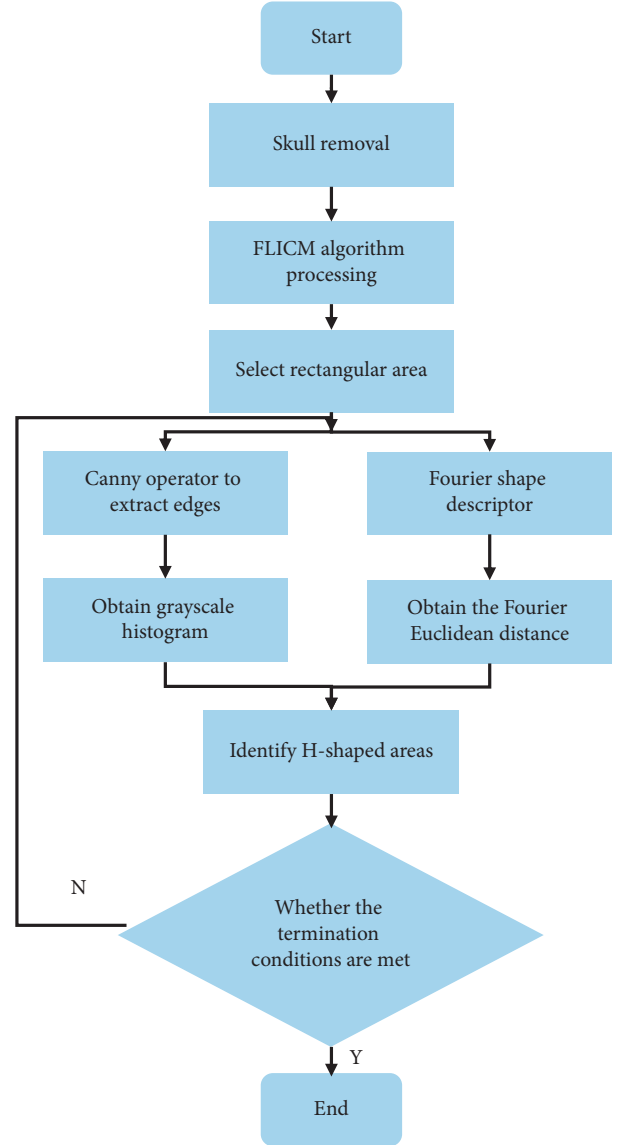 Start
Skull removal
FLICM algorithm
processing
Select rectangular area
Canny operator to
extract edges
Fourier shape
descriptor
Obtain grayscale
histogram
Obtain the Fourier
Euclidean distance
Identify H-shaped areas
N
Whether the
termination
conditions are met
Y
End